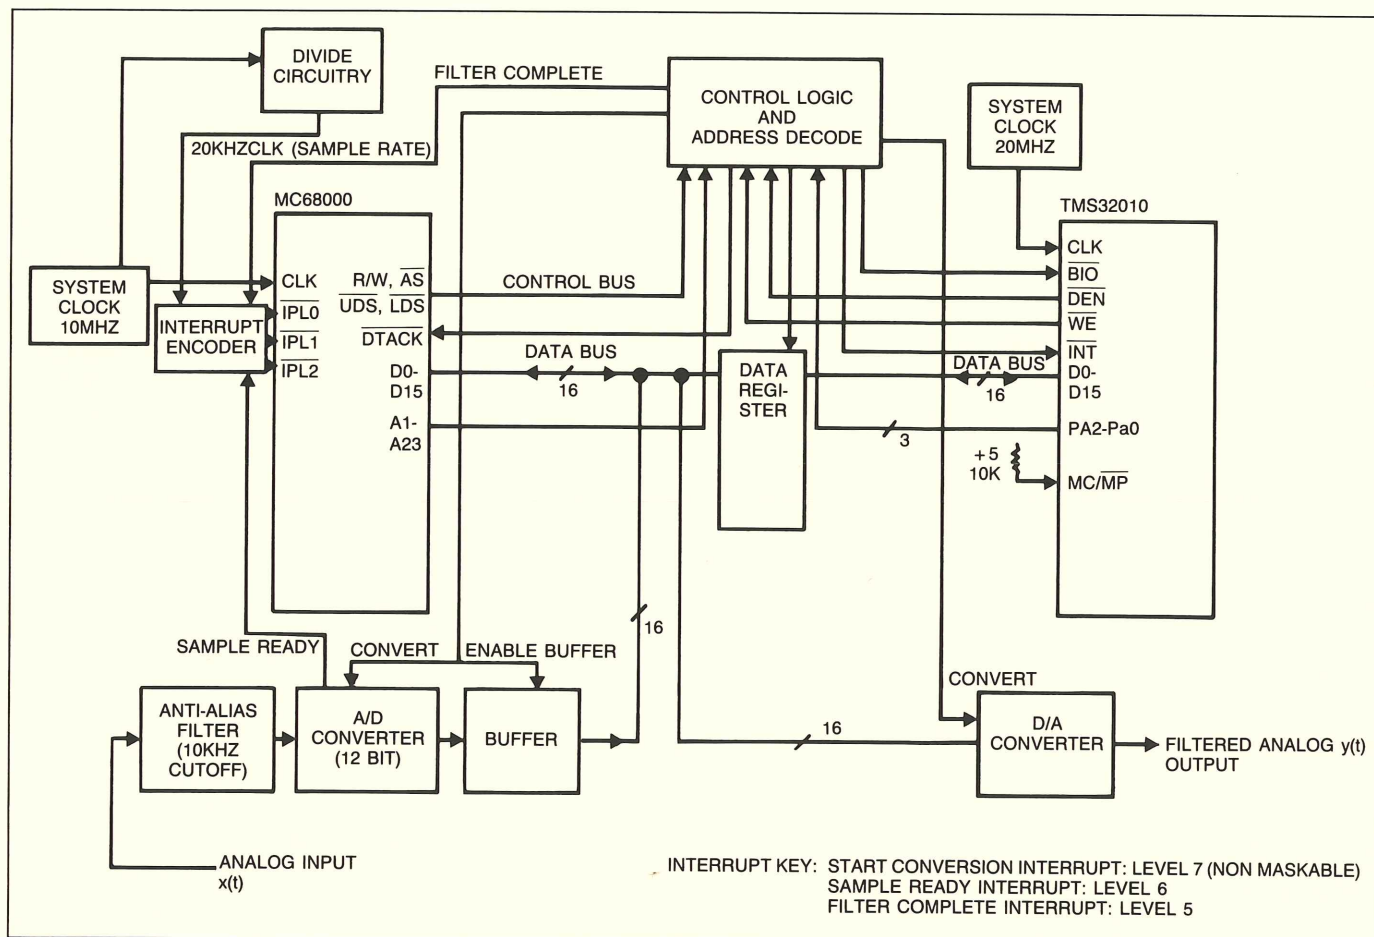 DIVIDE
CIRCUITRY
FILTER COMPLETE
CONTROL LOGIC
AND
ADDRESS DECODE
SYSTEM
CLOCK
20MHZ
20KHZCLK (SAMPLE RATE)
MC68000
TMS32010
SYSTEM
CLOCK
10MHZ
INTERRUPT
ENCODER
CLK
IPL0
IPL1
IPL2
R/W, AS
UDS, LDS
DTACK
D0-
D15
A1-
A23
CONTROL BUS
DATA BUS
16
DATA
REGI-
STER
DATA BUS
16
3
+5
10K
CLK
BIO
DEN
WE
INT
D0-
D15
PA2-Pa0
MC/MP
16
SAMPLE READY
CONVERT
ENABLE BUFFER
CONVERT
ANTI-ALIAS
FILTER
(10KHZ
CUTOFF)
A/D
CONVERTER
(12 BIT)
BUFFER
16
D/A
CONVERTER
FILTERED ANALOG y(t)
OUTPUT
ANALOG INPUT
x(t)
INTERRUPT KEY: START CONVERSION INTERRUPT: LEVEL 7 (NON MASKABLE)
SAMPLE READY INTERRUPT: LEVEL 6
FILTER COMPLETE INTERRUPT: LEVEL 5